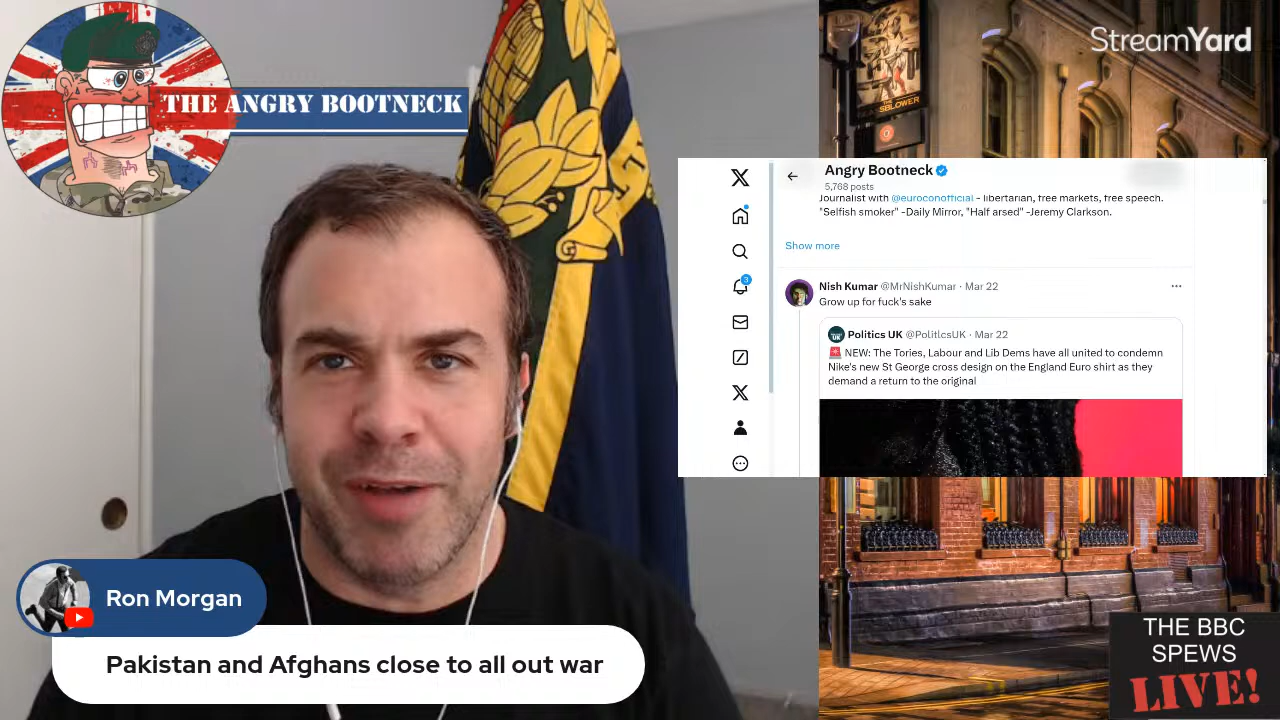 THE ANGRY BOOTNECK
StreamYard
THE
SBLOWER
Angry Bootneck
5,768 posts
Journalist with @euroconofficial - libertarian, free markets, free speech.
"Selfish smoker" -Daily Mirror, "Half arsed" -Jeremy Clarkson.
Show more
3
Nish Kumar @MrNishKumar · Mar 22
Grow up for fuck's sake
UK
Politics UK @PolitlcsUK · Mar 22
🚨 NEW: The Tories, Labour and Lib Dems have all united to condemn
Nike's new St George cross design on the England Euro shirt as they
demand a return to the original
Ron Morgan
Pakistan and Afghans close to all out war
THE BBC
SPEWS
LIVE!